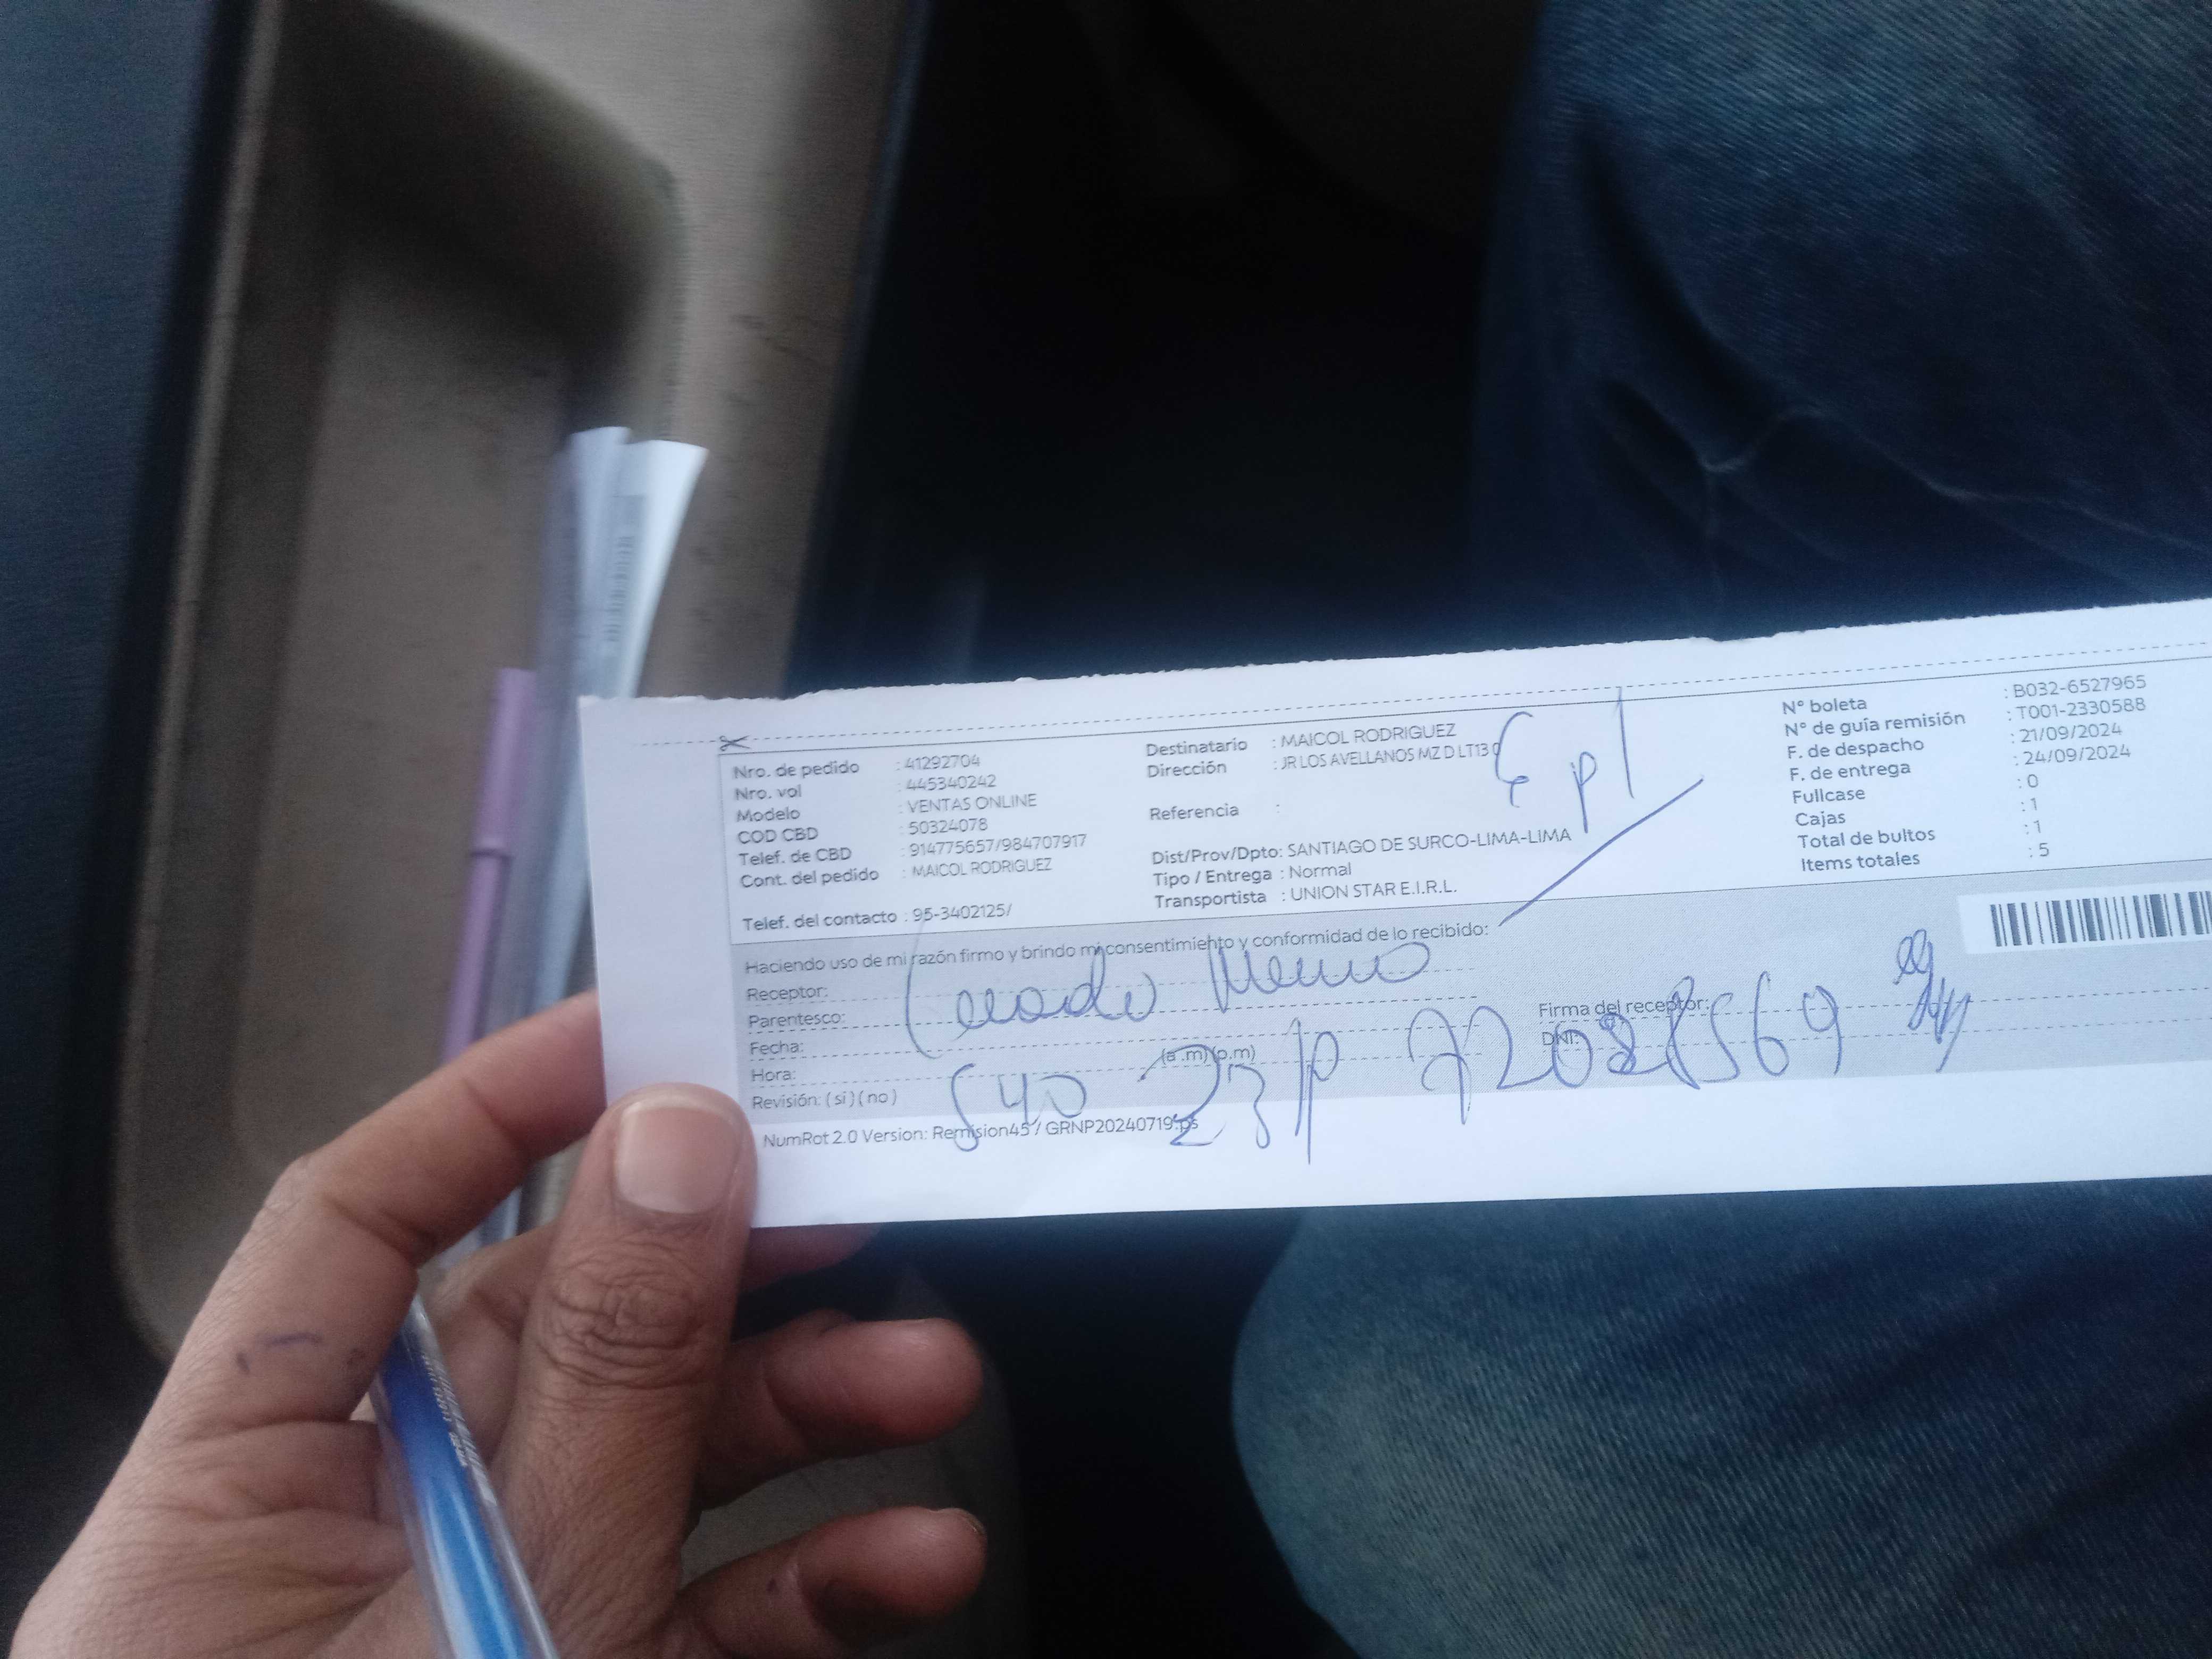 Nro. de pedido : 41292704
Nro. vol : 445340242
Modelo : VENTAS ONLINE
COD CBD : 50324078
Telef. de CBD : 914775657/984707917
Cont. del pedido : MAICOL RODRIGUEZ
Telef. del contacto : 95-3402125/
Destinatario : MAICOL RODRIGUEZ
Dirección : JR LOS AVELLANOS MZ D LT13
Referencia :
Dist/Prov/Dpto: SANTIAGO DE SURCO-LIMA-LIMA
Tipo / Entrega : Normal
Transportista : UNION STAR E.I.R.L.
N° boleta : B032-6527965
N° de guía remisión : T001-2330588
F. de despacho : 21/09/2024
F. de entrega : 24/09/2024
Fullcase : 0
Cajas : 1
Total de bultos : 1
Items totales : 5
Haciendo uso de mi razón firmo y brindo mi consentimiento y conformidad de lo recibido:
Receptor:
Parentesco:
Fecha:
Hora: (a.m)(p.m)
Revisión: ( si ) ( no )
Firma del receptor:
DNI:
540
NumRot 2.0 Version: Remision45 / GRNP20240719.ps